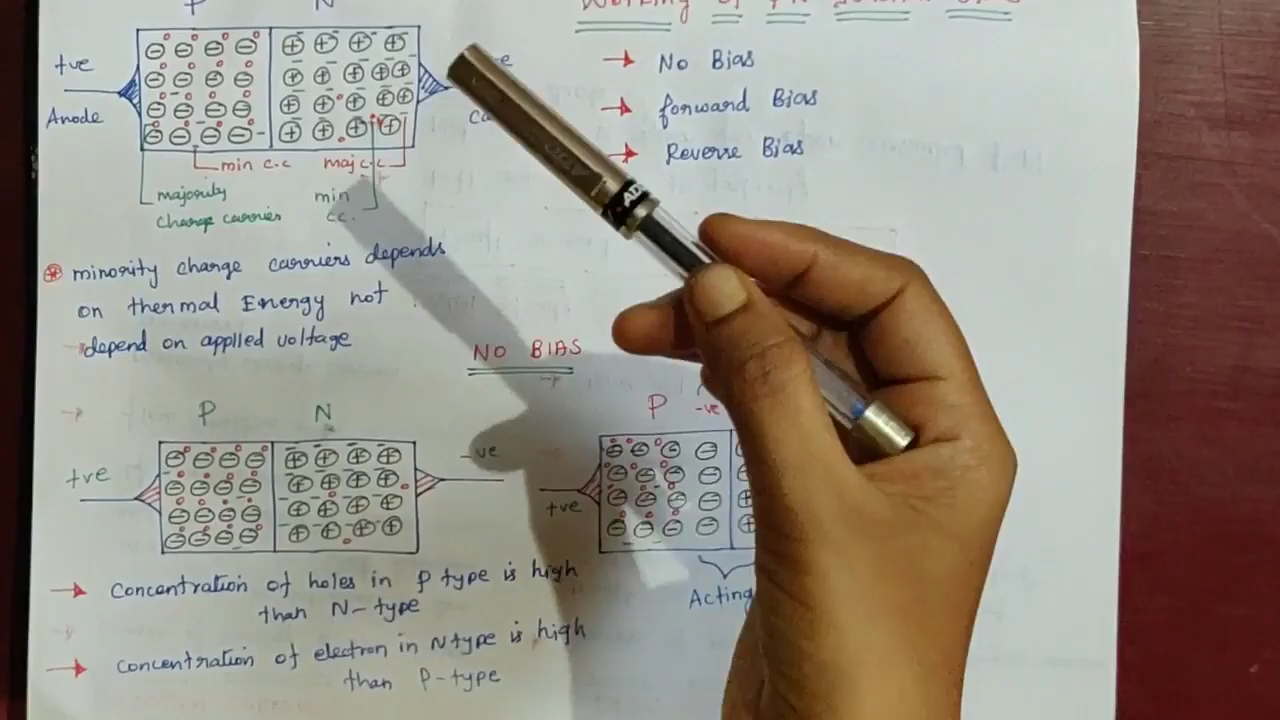 P N
Working of PN
+ve
Anode
→ No Bias
→ forward Bias
→ Reverse Bias
min c.c maj c.c
majority
charge carrier
min
c.c.
minority charge carriers depends
on thermal Energy not
depend on applled voltage
NO BIAS
P N
+ve -ve
P -ve
+ve
Acting
→ Concentration of holes in p type is high
than N-type
→ Concentration of electron in N type is high
than P-type